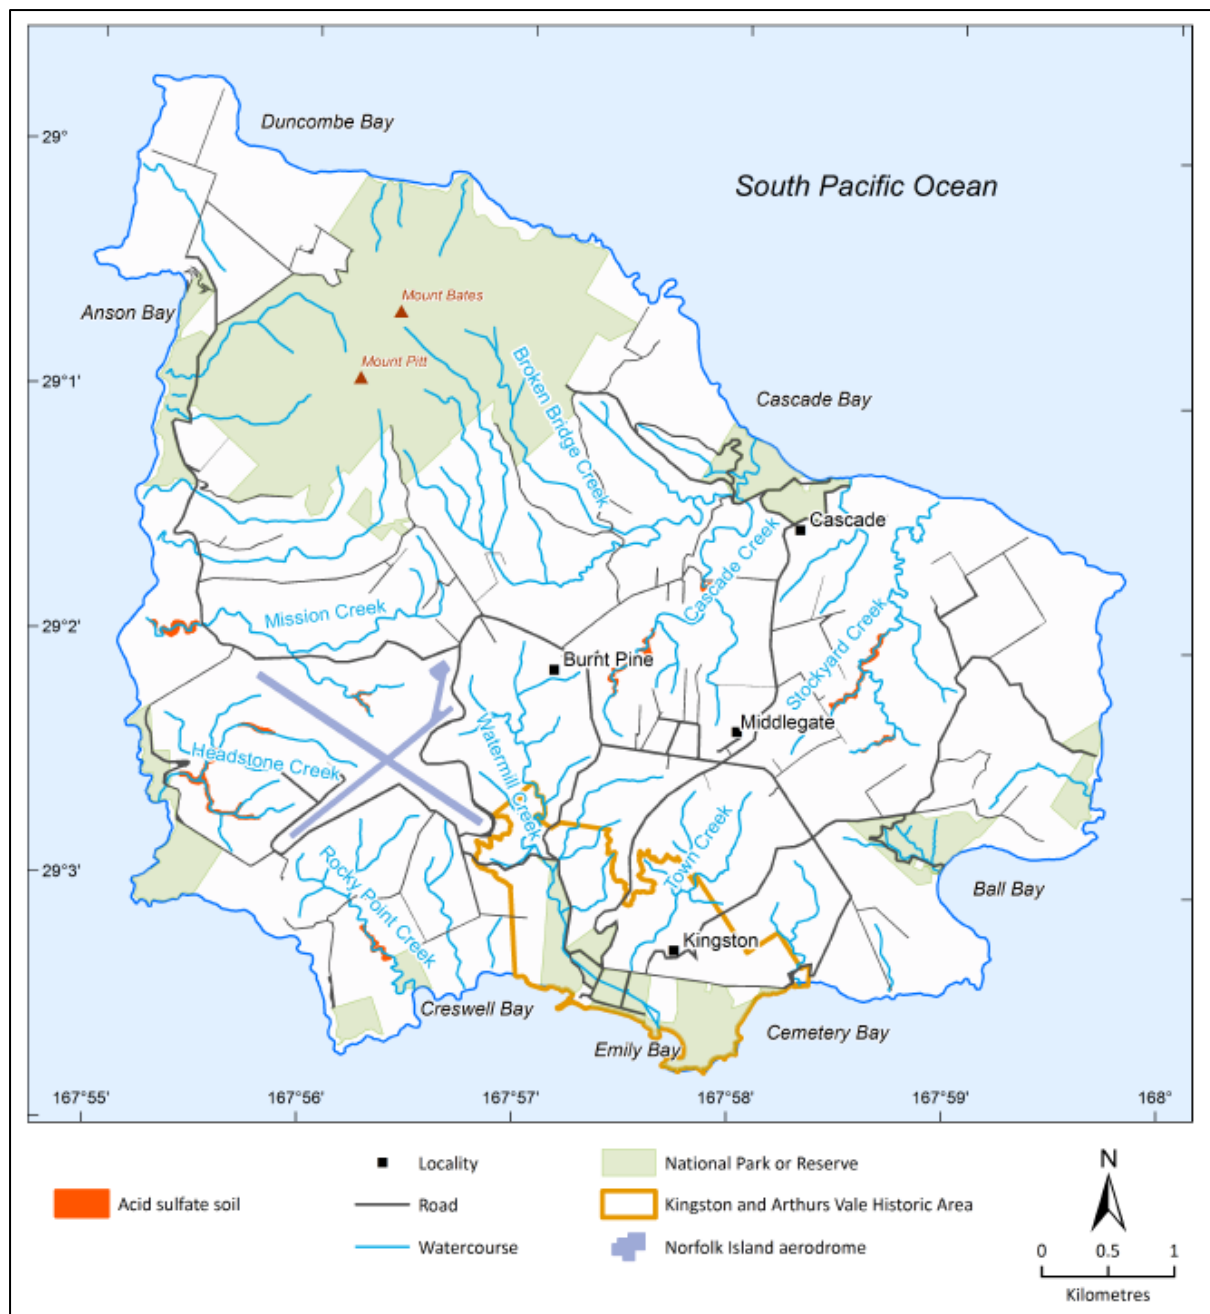 Duncombe Bay
29°
South Pacific Ocean
Mount Bates
Anson Bay
Mount Pitt
29°1'
Broken Bridge Creek
Cascade Bay
Cascade
Cascade Creek
Mission Creek
29°2'
Burnt Pine
Stockyard Creek
Middlegate
Watermill Creek
Headstone Creek
Town Creek
Rocky Point Creek
29°3'
Ball Bay
Kingston
Creswell Bay
Cemetery Bay
Emily Bay
167°55' 167°56' 167°57' 167°58' 167°59' 168°
Locality
National Park or Reserve
N
Acid sulfate soil
Road
Kingston and Arthurs Vale Historic Area
Watercourse
Norfolk Island aerodrome
0 0.5 1
Kilometres